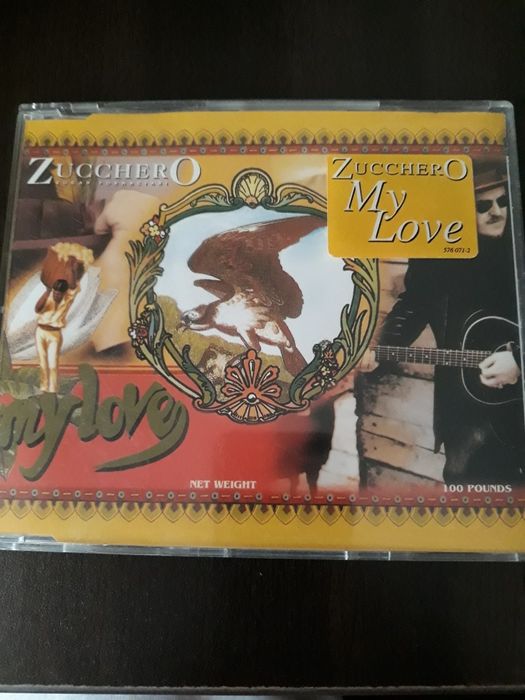 ZUCCHERO
SUGAR FORNACIARI
ZUCCHERO
My
Love
576 071-2
my love
NET WEIGHT
100 POUNDS